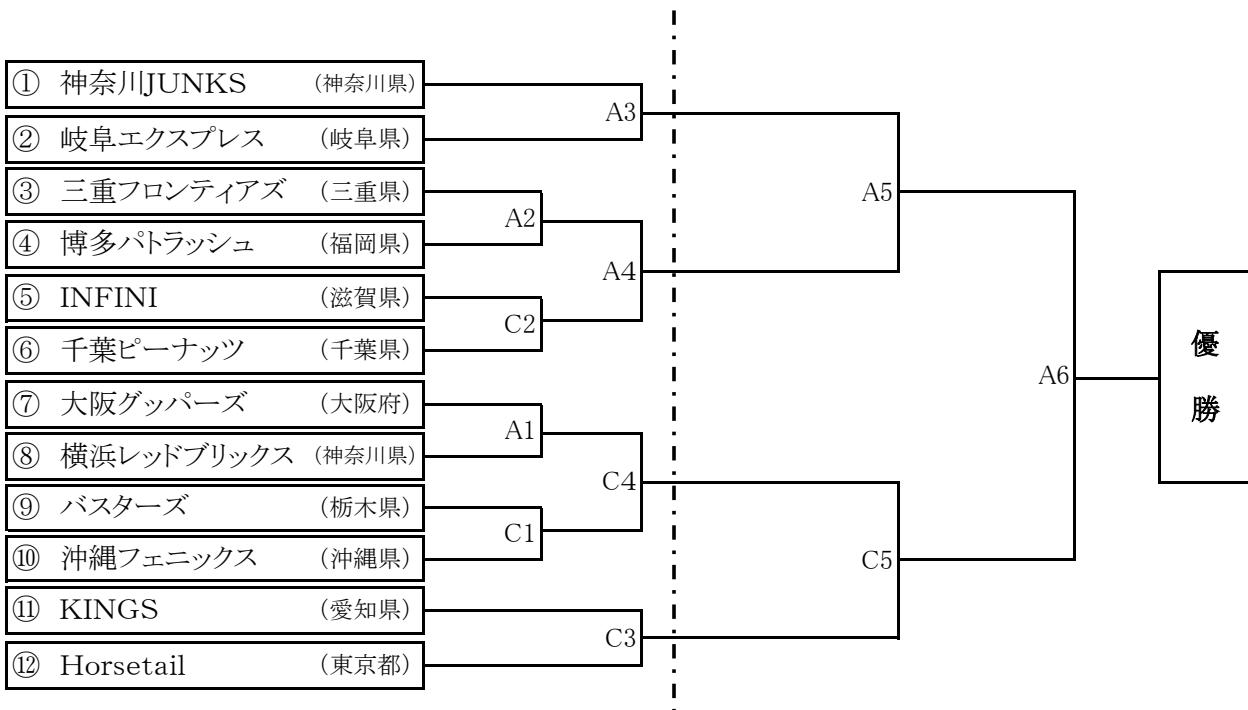 ① 神奈川JUNKS (神奈川県)
A3
② 岐阜エクスプレス (岐阜県)
③ 三重フロンティアズ (三重県)
A5
A2
④ 博多パトラッシュ (福岡県)
A4
⑤ INFINI (滋賀県)
C2
⑥ 千葉ピーナッツ (千葉県)
優
勝
A6
⑦ 大阪グッパーズ (大阪府)
A1
⑧ 横浜レッドブリックス (神奈川県)
C4
⑨ バスターズ (栃木県)
C1
⑩ 沖縄フェニックス (沖縄県)
C5
⑪ KINGS (愛知県)
C3
⑫ Horsetail (東京都)